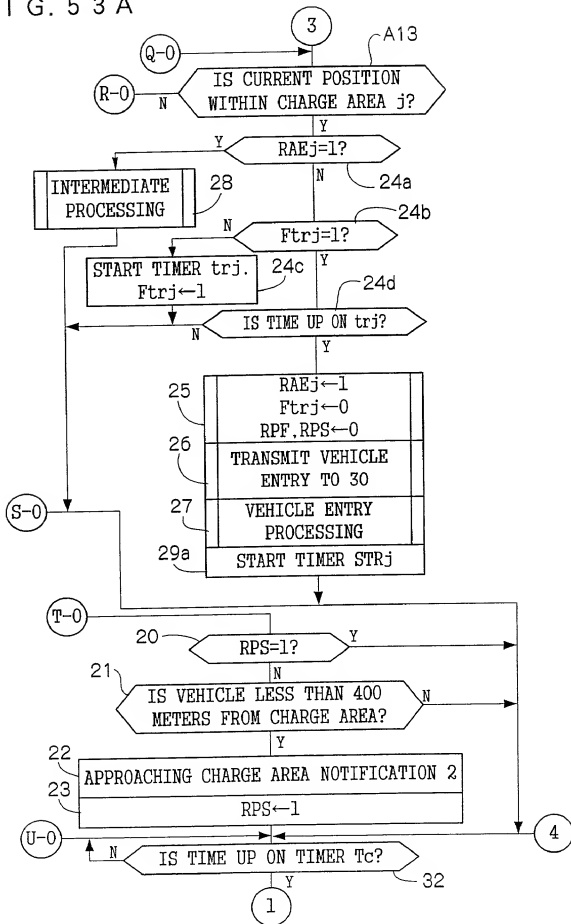 I G. 5 3 A
3
Q-0
A13
IS CURRENT POSITION
WITHIN CHARGE AREA j?
R-0
N
Y
Y
RAEj=1?
24a
N
INTERMEDIATE
PROCESSING
28
24b
N
Ftrj=1?
Y
START TIMER trj.
Ftrj←1
24c
24d
IS TIME UP ON trj?
N
Y
25
RAEj←1
Ftrj←0
RPF,RPS←0
26
TRANSMIT VEHICLE
ENTRY TO 30
27
VEHICLE ENTRY
PROCESSING
29a
START TIMER STRj
S-0
T-0
20
RPS=1?
Y
N
21
IS VEHICLE LESS THAN 400
METERS FROM CHARGE AREA?
N
Y
22
APPROACHING CHARGE AREA NOTIFICATION 2
23
RPS←1
U-0
4
N
IS TIME UP ON TIMER Tc?
32
Y
1